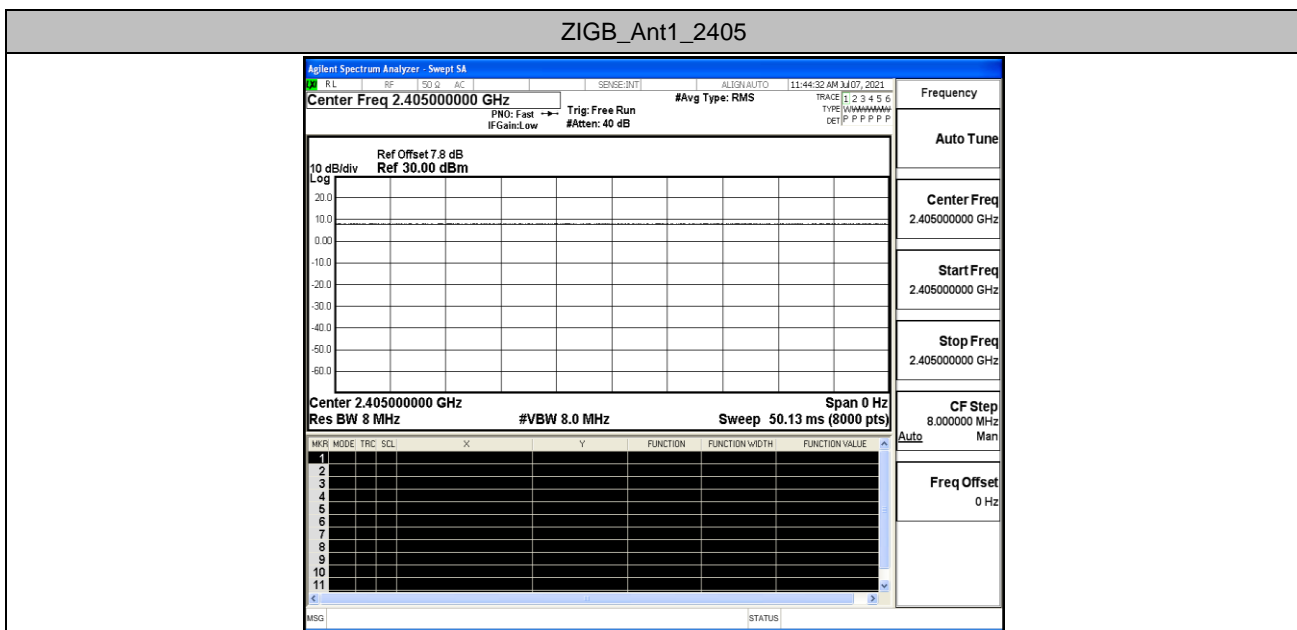 ZIGB_Ant1_2405
Agilent Spectrum Analyzer - Swept SA
RL RF 50 Ω AC SENSE:INT ALIGNAUTO 11:44:32 AM Jul 07, 2021
Center Freq 2.405000000 GHz
PNO: Fast
IFGain:Low
Trig: Free Run
#Atten: 40 dB
#Avg Type: RMS
TRACE 1 2 3 4 5 6
TYPE
DET P P P P P P
Ref Offset 7.8 dB
10 dB/div Ref 30.00 dBm
Log
20.0
10.0
0.00
-10.0
-20.0
-30.0
-40.0
-50.0
-60.0
Center 2.405000000 GHz Span 0 Hz
Res BW 8 MHz #VBW 8.0 MHz Sweep 50.13 ms (8000 pts)
MKR MODE TRC SCL X Y FUNCTION FUNCTION WIDTH FUNCTION VALUE
1
2
3
4
5
6
7
8
9
10
11
MSG STATUS
Frequency
Auto Tune
Center Freq
2.405000000 GHz
Start Freq
2.405000000 GHz
Stop Freq
2.405000000 GHz
CF Step
8.000000 MHz
Auto Man
Freq Offset
0 Hz